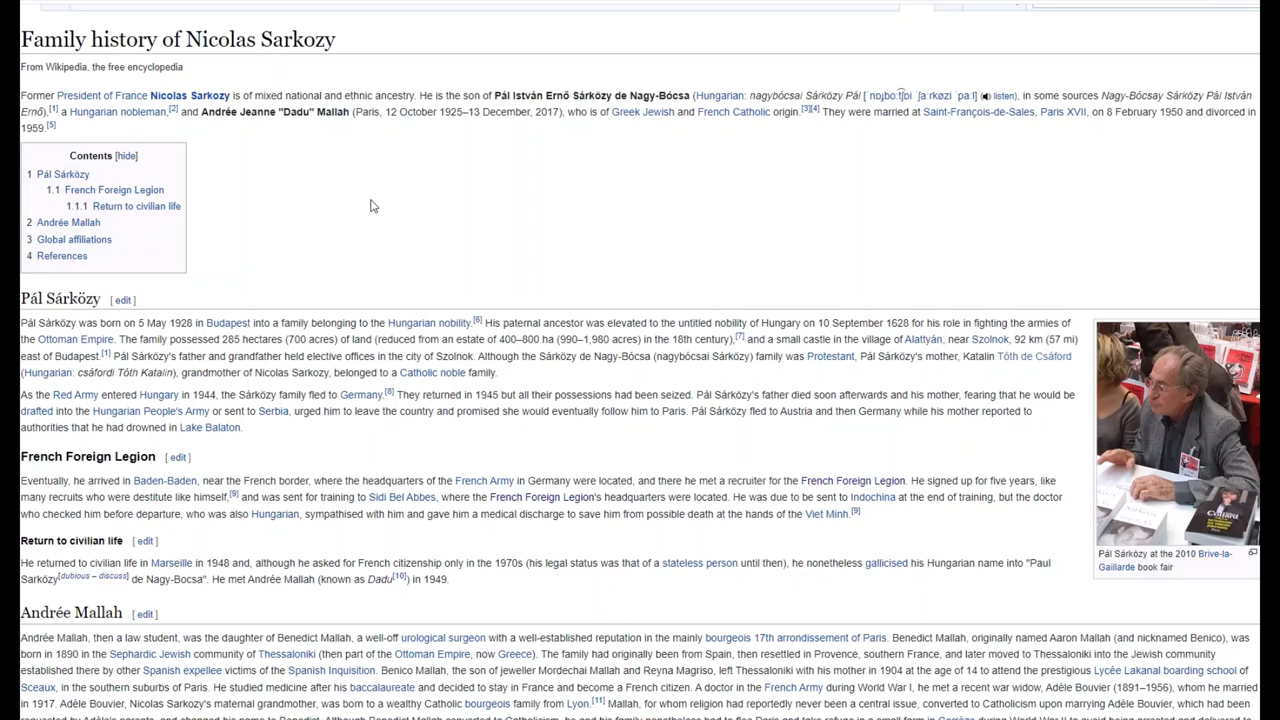 Family history of Nicolas Sarkozy
From Wikipedia, the free encyclopedia
Former President of France Nicolas Sarkozy is of mixed national and ethnic ancestry. He is the son of Pál István Ernő Sárközy de Nagy-Bócsa (Hungarian: nagybócsai Sárközy Pál [ˈnɒɟboːt͡ʃɒi ˈʃaːrkøzi ˈpaːl] (listen), in some sources Nagy-Bócsay Sárközy Pál István
Ernő),[1] a Hungarian nobleman,[2] and Andrée Jeanne "Dadu" Mallah (Paris, 12 October 1925–13 December, 2017), who is of Greek Jewish and French Catholic origin.[3][4] They were married at Saint-François-de-Sales, Paris XVII, on 8 February 1950 and divorced in
1959.[5]
Contents [hide]
1 Pál Sárközy
1.1 French Foreign Legion
1.1.1 Return to civilian life
2 Andrée Mallah
3 Global affiliations
4 References
Pál Sárközy [ edit ]
Pál Sárközy was born on 5 May 1928 in Budapest into a family belonging to the Hungarian nobility.[6] His paternal ancestor was elevated to the untitled nobility of Hungary on 10 September 1628 for his role in fighting the armies of
the Ottoman Empire. The family possessed 285 hectares (700 acres) of land (reduced from an estate of 400–800 ha (990–1,980 acres) in the 18th century),[7] and a small castle in the village of Alattyán, near Szolnok, 92 km (57 mi)
east of Budapest.[1] Pál Sárközy's father and grandfather held elective offices in the city of Szolnok. Although the Sárközy de Nagy-Bócsa (nagybócsai Sárközy) family was Protestant, Pál Sárközy's mother, Katalin Tóth de Csáford
(Hungarian: csáfordi Tóth Katalin), grandmother of Nicolas Sarkozy, belonged to a Catholic noble family.
As the Red Army entered Hungary in 1944, the Sárközy family fled to Germany.[8] They returned in 1945 but all their possessions had been seized. Pál Sárközy's father died soon afterwards and his mother, fearing that he would be
drafted into the Hungarian People's Army or sent to Serbia, urged him to leave the country and promised she would eventually follow him to Paris. Pál Sárközy fled to Austria and then Germany while his mother reported to
authorities that he had drowned in Lake Balaton.
French Foreign Legion [ edit ]
Eventually, he arrived in Baden-Baden, near the French border, where the headquarters of the French Army in Germany were located, and there he met a recruiter for the French Foreign Legion. He signed up for five years, like
many recruits who were destitute like himself,[9] and was sent for training to Sidi Bel Abbes, where the French Foreign Legion's headquarters were located. He was due to be sent to Indochina at the end of training, but the doctor
who checked him before departure, who was also Hungarian, sympathised with him and gave him a medical discharge to save him from possible death at the hands of the Viet Minh.[9]
Pál Sárközy at the 2010 Brive-la-
Gaillarde book fair
Return to civilian life [ edit ]
He returned to civilian life in Marseille in 1948 and, although he asked for French citizenship only in the 1970s (his legal status was that of a stateless person until then), he nonetheless gallicised his Hungarian name into "Paul
Sarközy[dubious – discuss] de Nagy-Bocsa". He met Andrée Mallah (known as Dadu[10]) in 1949.
Andrée Mallah [ edit ]
Andrée Mallah, then a law student, was the daughter of Benedict Mallah, a well-off urological surgeon with a well-established reputation in the mainly bourgeois 17th arrondissement of Paris. Benedict Mallah, originally named Aaron Mallah (and nicknamed Benico), was
born in 1890 in the Sephardic Jewish community of Thessaloniki (then part of the Ottoman Empire, now Greece). The family had originally been from Spain, then resettled in Provence, southern France, and later moved to Thessaloniki into the Jewish community
established there by other Spanish expellee victims of the Spanish Inquisition. Benico Mallah, the son of jeweller Mordechai Mallah and Reyna Magriso, left Thessaloniki with his mother in 1904 at the age of 14 to attend the prestigious Lycée Lakanal boarding school of
Sceaux, in the southern suburbs of Paris. He studied medicine after his baccalaureate and decided to stay in France and become a French citizen. A doctor in the French Army during World War I, he met a recent war widow, Adèle Bouvier (1891–1956), whom he married
in 1917. Adèle Bouvier, Nicolas Sarkozy's maternal grandmother, was born to a wealthy Catholic bourgeois family from Lyon.[11] Mallah, for whom religion had reportedly never been a central issue, converted to Catholicism upon marrying Adèle Bouvier, which had been